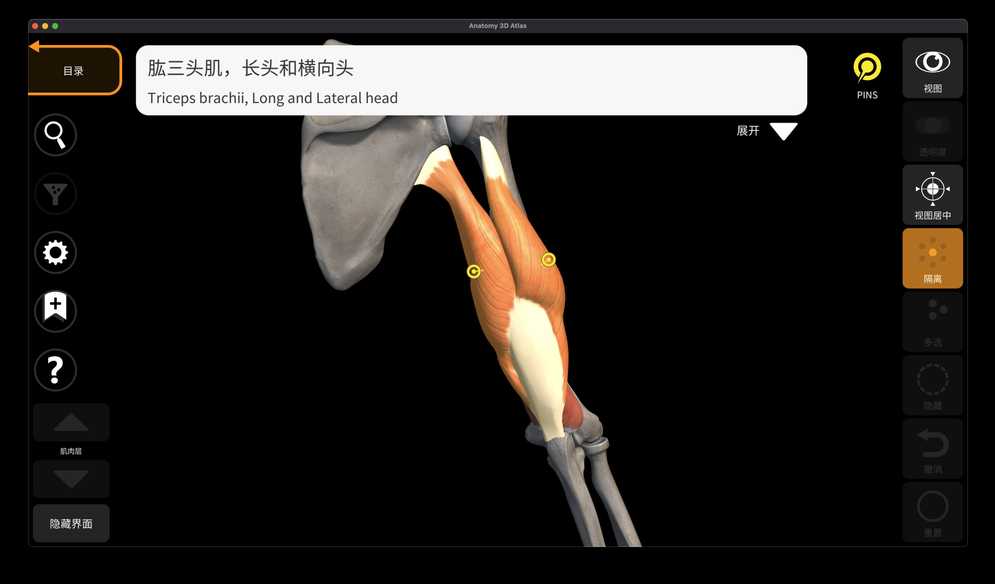 Anatomy 3D Atlas
目录
肱三头肌，长头和横向头
Triceps brachii, Long and Lateral head
展开
PINS
视图
透明度
视图居中
隔离
多选
隐藏
撤消
重置
肌肉层
隐藏界面